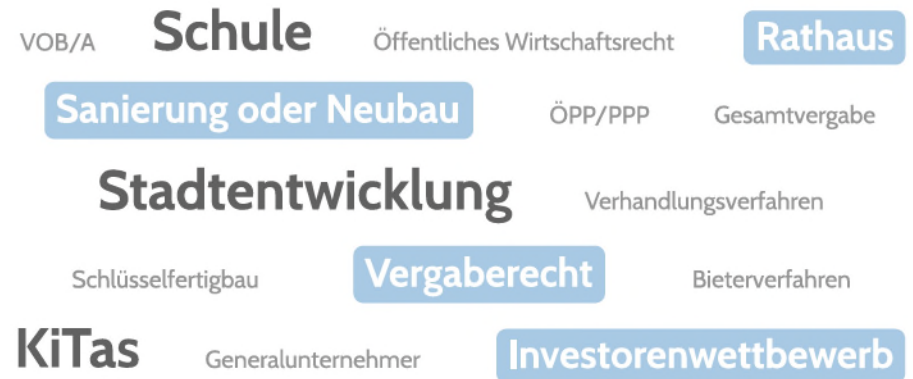 VOB/A Schule Öffentliches Wirtschaftsrecht Rathaus
Sanierung oder Neubau ÖPP/PPP Gesamtvergabe
Stadtentwicklung Verhandlungsverfahren
Schlüsselfertigbau Vergaberecht Bieterverfahren
KiTas Generalunternehmer Investorenwettbewerb